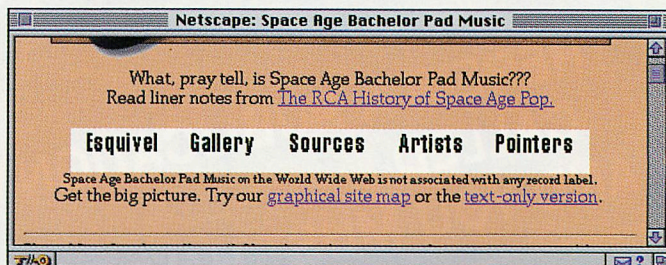 Netscape: Space Age Bachelor Pad Music
What, pray tell, is Space Age Bachelor Pad Music???
Read liner notes from The RCA History of Space Age Pop.
Esquivel Gallery Sources Artists Pointers
Space Age Bachelor Pad Music on the World Wide Web is not associated with any record label.
Get the big picture. Try our graphical site map or the text-only version.
?